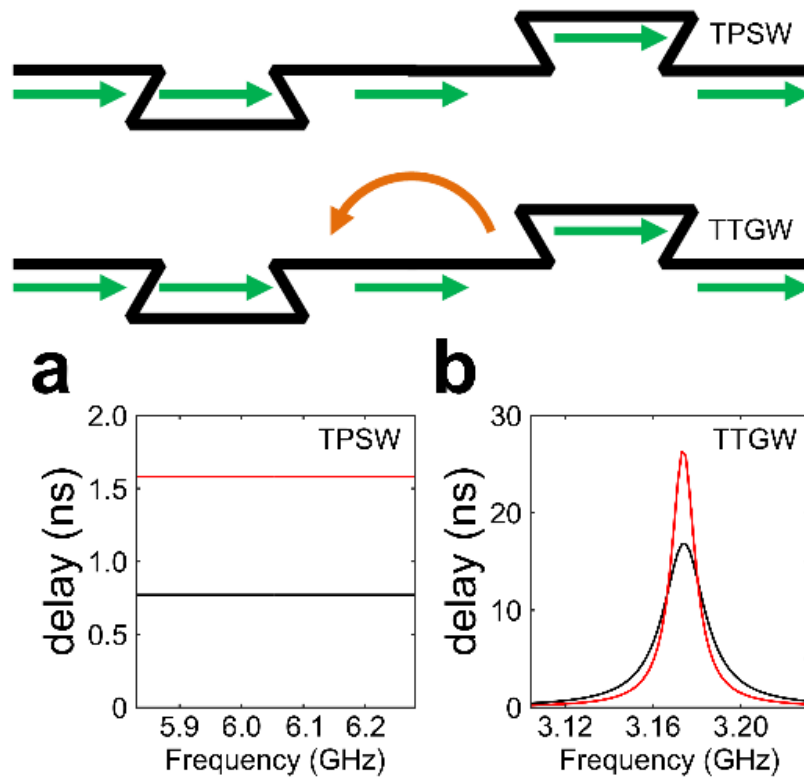 TPSW
TTGW
a
b
2.0
1.5
1.0
0.5
0
delay (ns)
TPSW
5.9 6.0 6.1 6.2
Frequency (GHz)
30
20
10
0
delay (ns)
TTGW
3.12 3.16 3.20
Frequency (GHz)